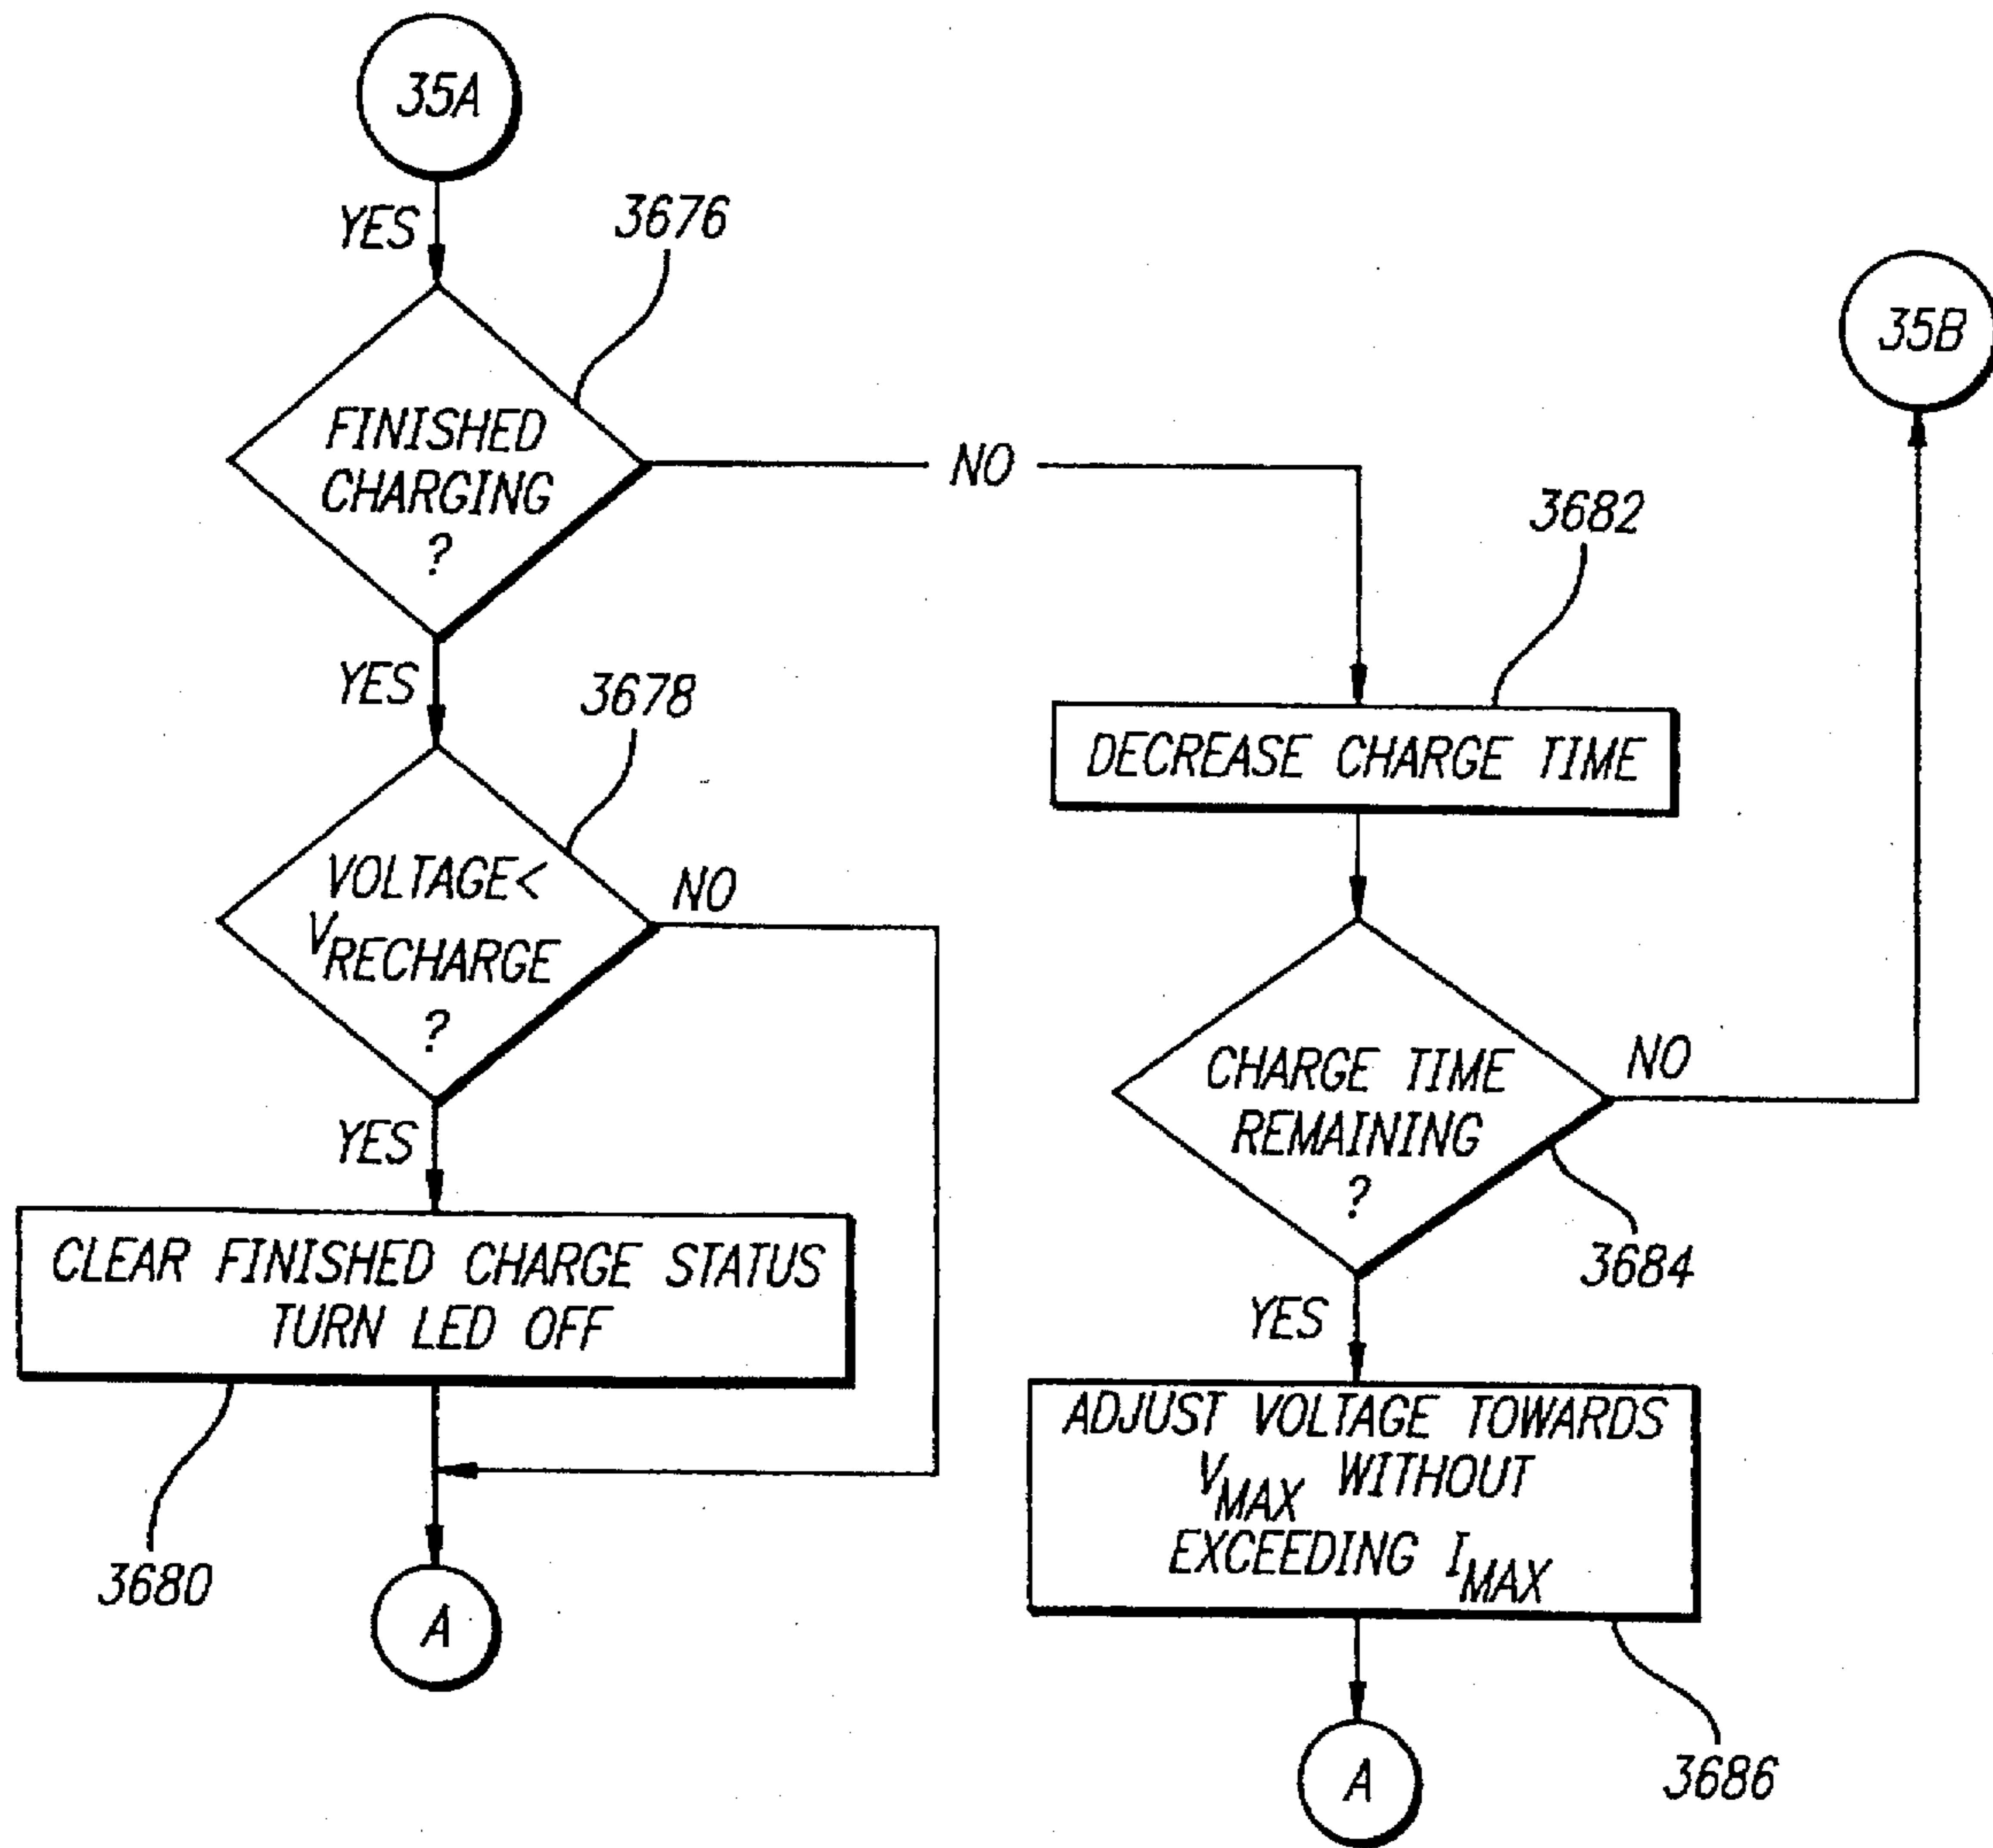 35A
YES
3676
FINISHED
CHARGING
?
NO
YES
3678
VOLTAGE<
VRECHARGE
?
NO
YES
CLEAR FINISHED CHARGE STATUS
TURN LED OFF
3680
A
35B
3682
DECREASE CHARGE TIME
CHARGE TIME
REMAINING
?
NO
3684
YES
ADJUST VOLTAGE TOWARDS
VMAX WITHOUT
EXCEEDING IMAX
3686
A